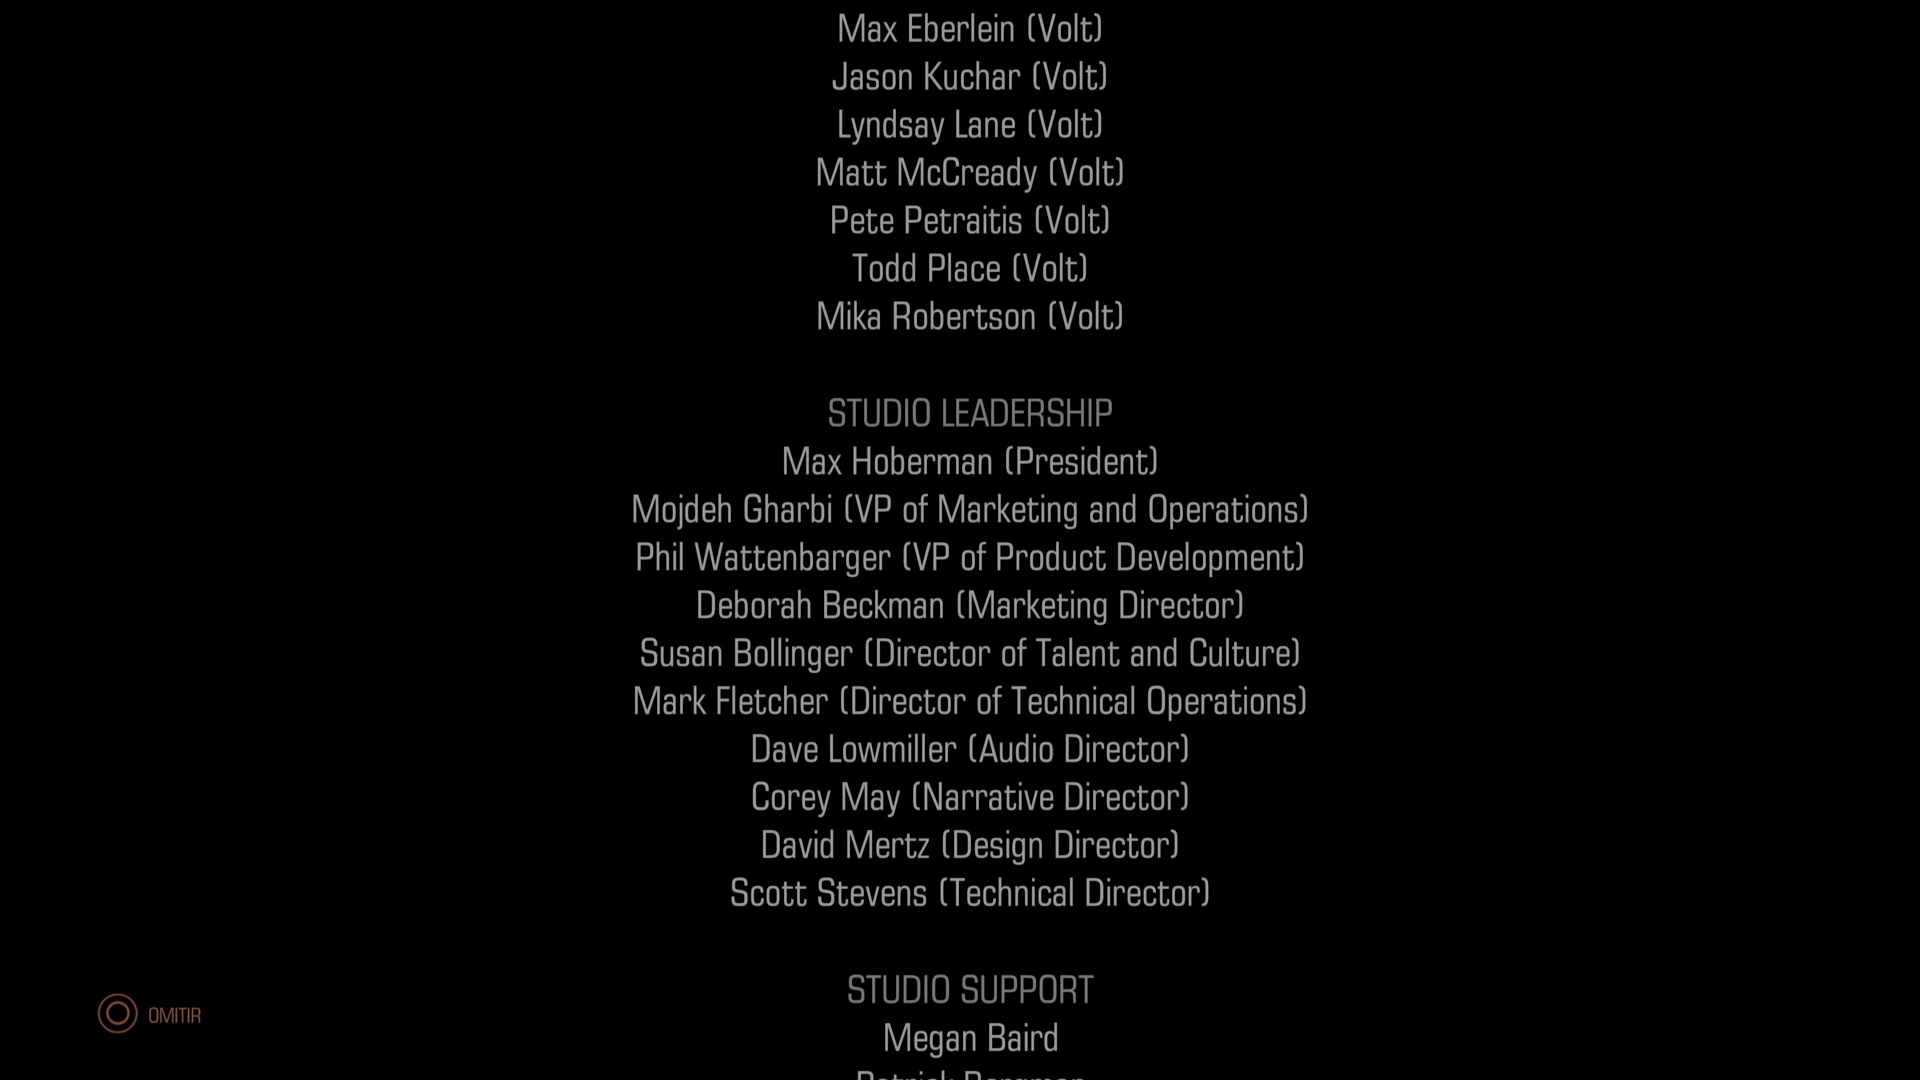 Max Eberlein (Volt)
Jason Kuchar (Volt)
Lyndsay Lane (Volt)
Matt McCready (Volt)
Pete Petraitis (Volt)
Todd Place (Volt)
Mika Robertson (Volt)
STUDIO LEADERSHIP
Max Hoberman (President)
Mojdeh Gharbi (VP of Marketing and Operations)
Phil Wattenbarger (VP of Product Development)
Deborah Beckman (Marketing Director)
Susan Bollinger (Director of Talent and Culture)
Mark Fletcher (Director of Technical Operations)
Dave Lowmiller (Audio Director)
Corey May (Narrative Director)
David Mertz (Design Director)
Scott Stevens (Technical Director)
STUDIO SUPPORT
OMITIR
Megan Baird